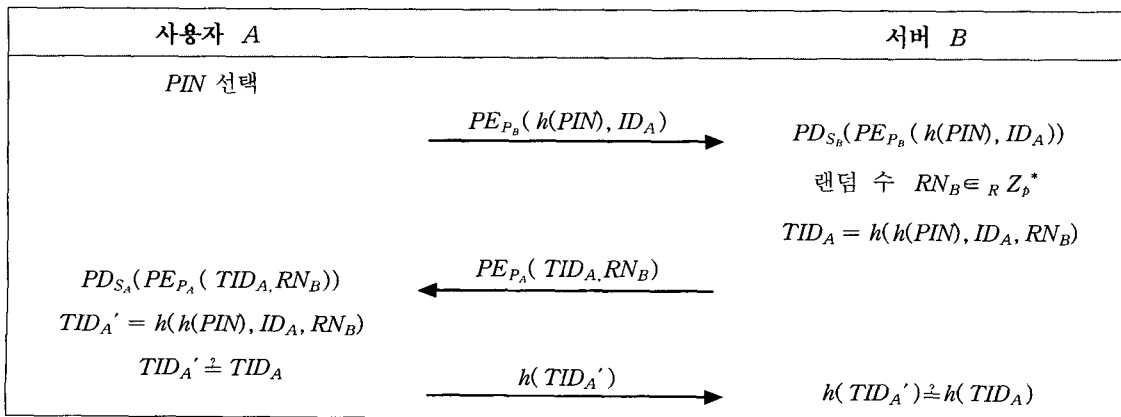 사용자 A 서버 B
PIN 선택
PE_{P_B}( h(PIN), ID_A)
PD_{S_B}(PE_{P_B}( h(PIN), ID_A))
랜덤 수 RN_B ∈_R Z_p^*
TID_A = h(h(PIN), ID_A, RN_B)
PE_{P_A}( TID_A, RN_B)
PD_{S_A}(PE_{P_A}( TID_A, RN_B))
TID_A′ = h(h(PIN), ID_A, RN_B)
TID_A′ ≟ TID_A
h( TID_A′)
h( TID_A′) ≟ h( TID_A)